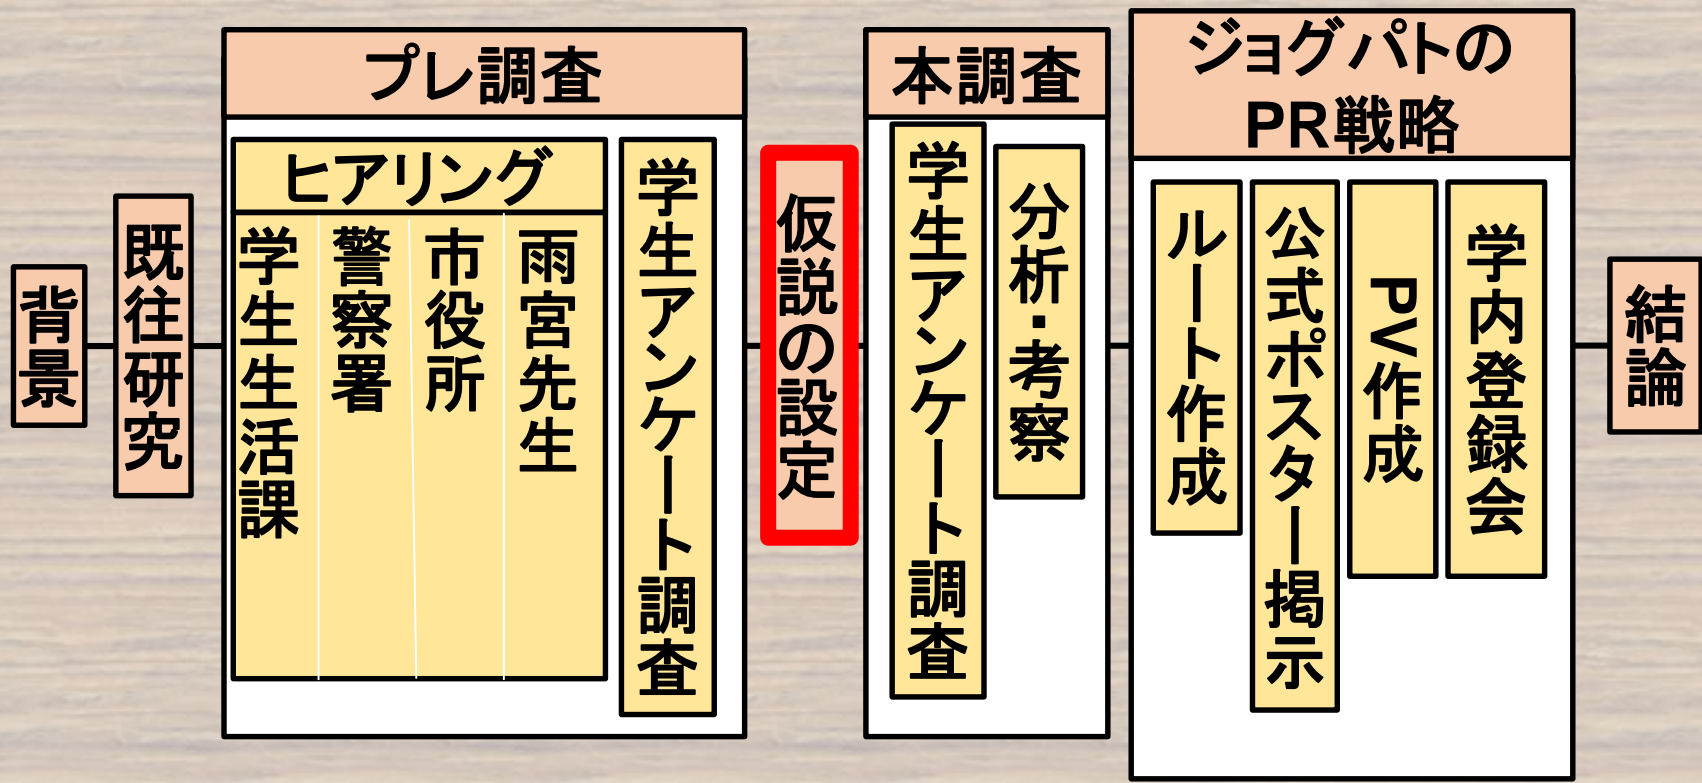 背景
既往研究
プレ調査
ヒアリング
学生生活課
警察署
市役所
雨宮先生
学生アンケート調査
仮説の設定
本調査
学生アンケート調査
分析・考察
ジョグパトの
PR戦略
ルート作成
公式ポスター掲示
PV作成
学内登録会
結論